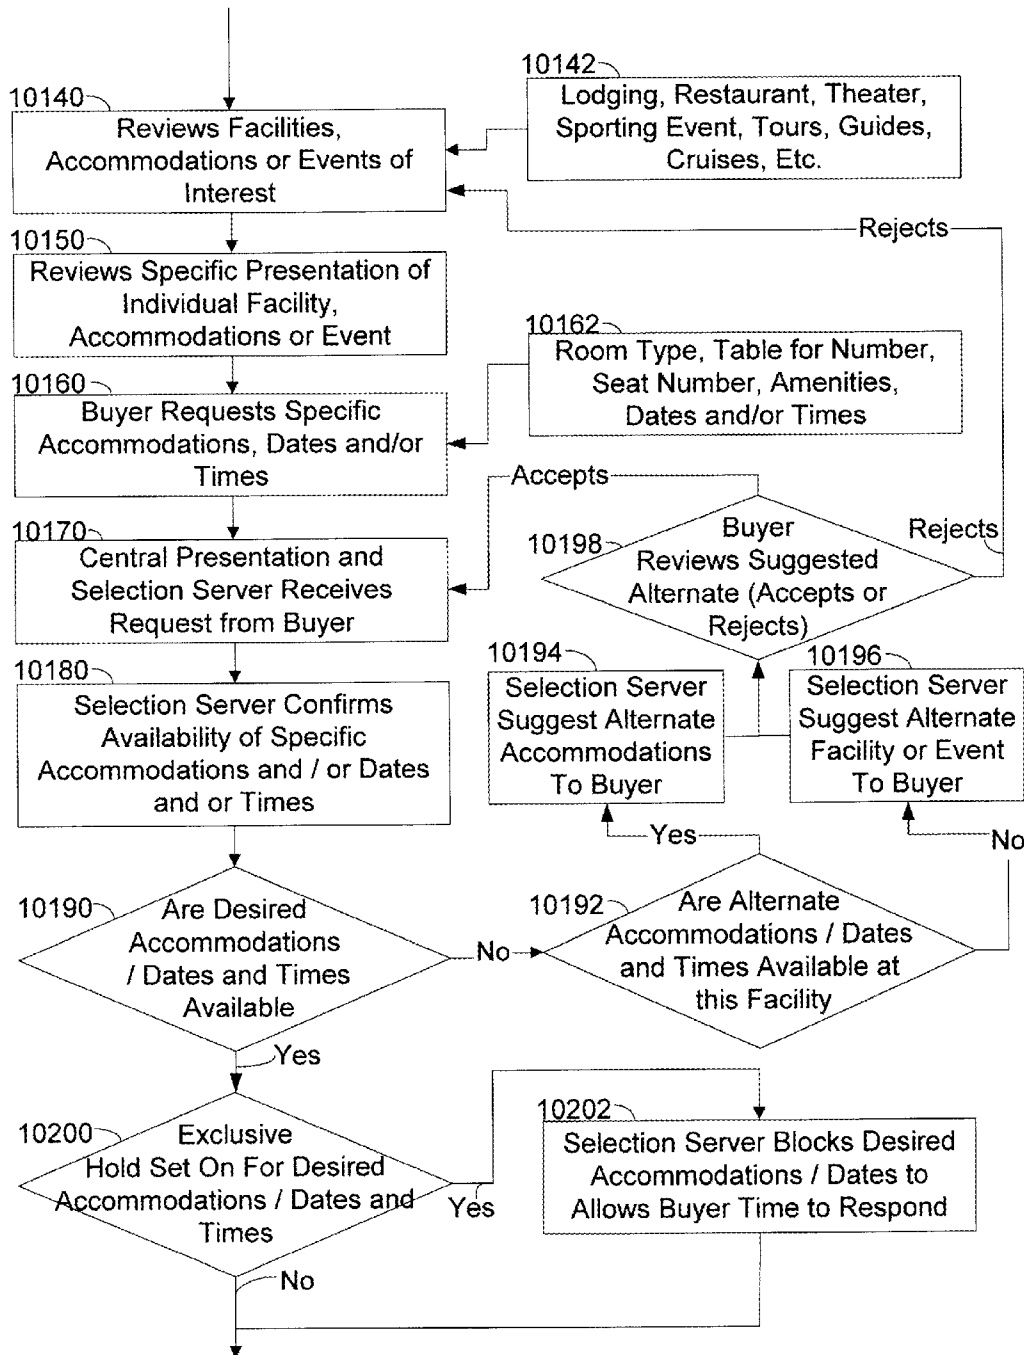 10140
Reviews Facilities,
Accommodations or Events of
Interest
10142
Lodging, Restaurant, Theater,
Sporting Event, Tours, Guides,
Cruises, Etc.
Rejects
10150
Reviews Specific Presentation of
Individual Facility,
Accommodations or Event
10160
Buyer Requests Specific
Accommodations, Dates and/or
Times
10162
Room Type, Table for Number,
Seat Number, Amenities,
Dates and/or Times
Accepts
10170
Central Presentation and
Selection Server Receives
Request from Buyer
10198
Buyer
Reviews Suggested
Alternate (Accepts or
Rejects)
Rejects
10180
Selection Server Confirms
Availability of Specific
Accommodations and / or Dates
and or Times
10194
Selection Server
Suggest Alternate
Accommodations
To Buyer
10196
Selection Server
Suggest Alternate
Facility or Event
To Buyer
Yes
No
10190
Are Desired
Accommodations
/ Dates and Times
Available
No
10192
Are Alternate
Accommodations / Dates
and Times Available at
this Facility
Yes
10200
Exclusive
Hold Set On For Desired
Accommodations / Dates and
Times
Yes
10202
Selection Server Blocks Desired
Accommodations / Dates to
Allows Buyer Time to Respond
No